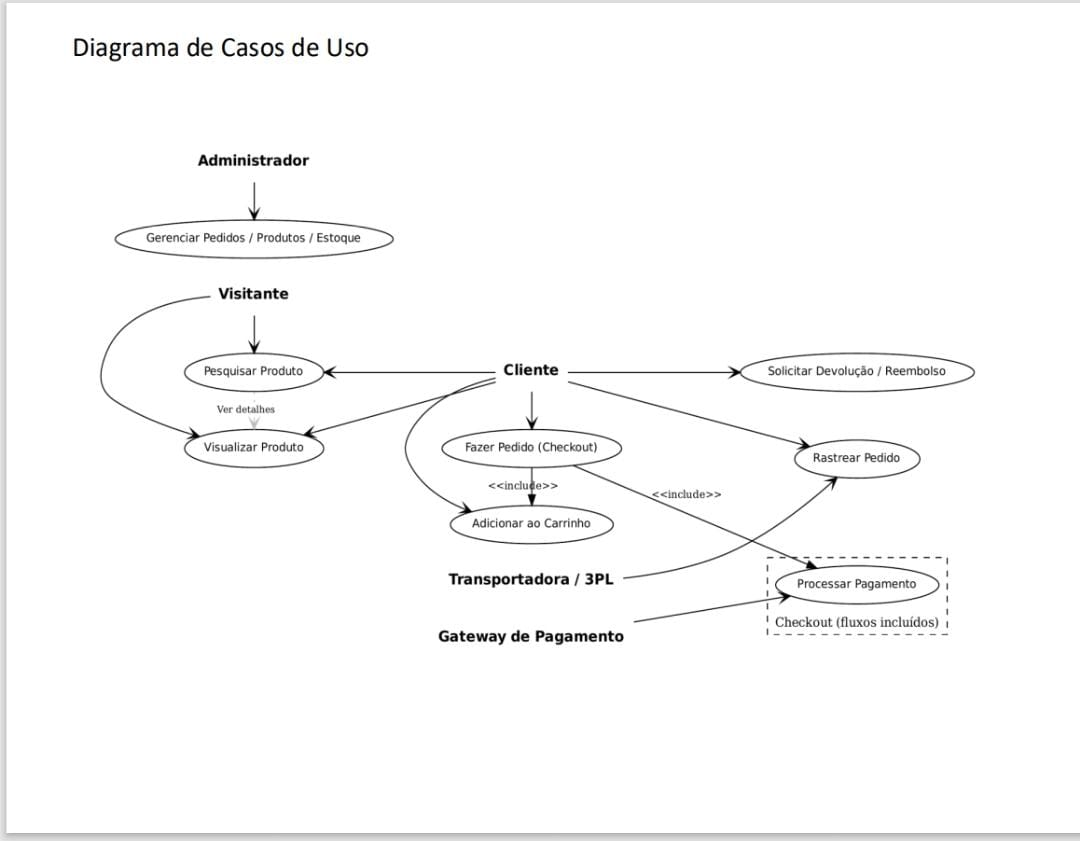 Diagrama de Casos de Uso
Administrador
Gerenciar Pedidos / Produtos / Estoque
Visitante
Pesquisar Produto
Cliente
Solicitar Devolução / Reembolso
Ver detalhes
Visualizar Produto
Fazer Pedido (Checkout)
Rastrear Pedido
<<include>>
<<include>>
Adicionar ao Carrinho
Transportadora / 3PL
Processar Pagamento
Checkout (fluxos incluídos)
Gateway de Pagamento